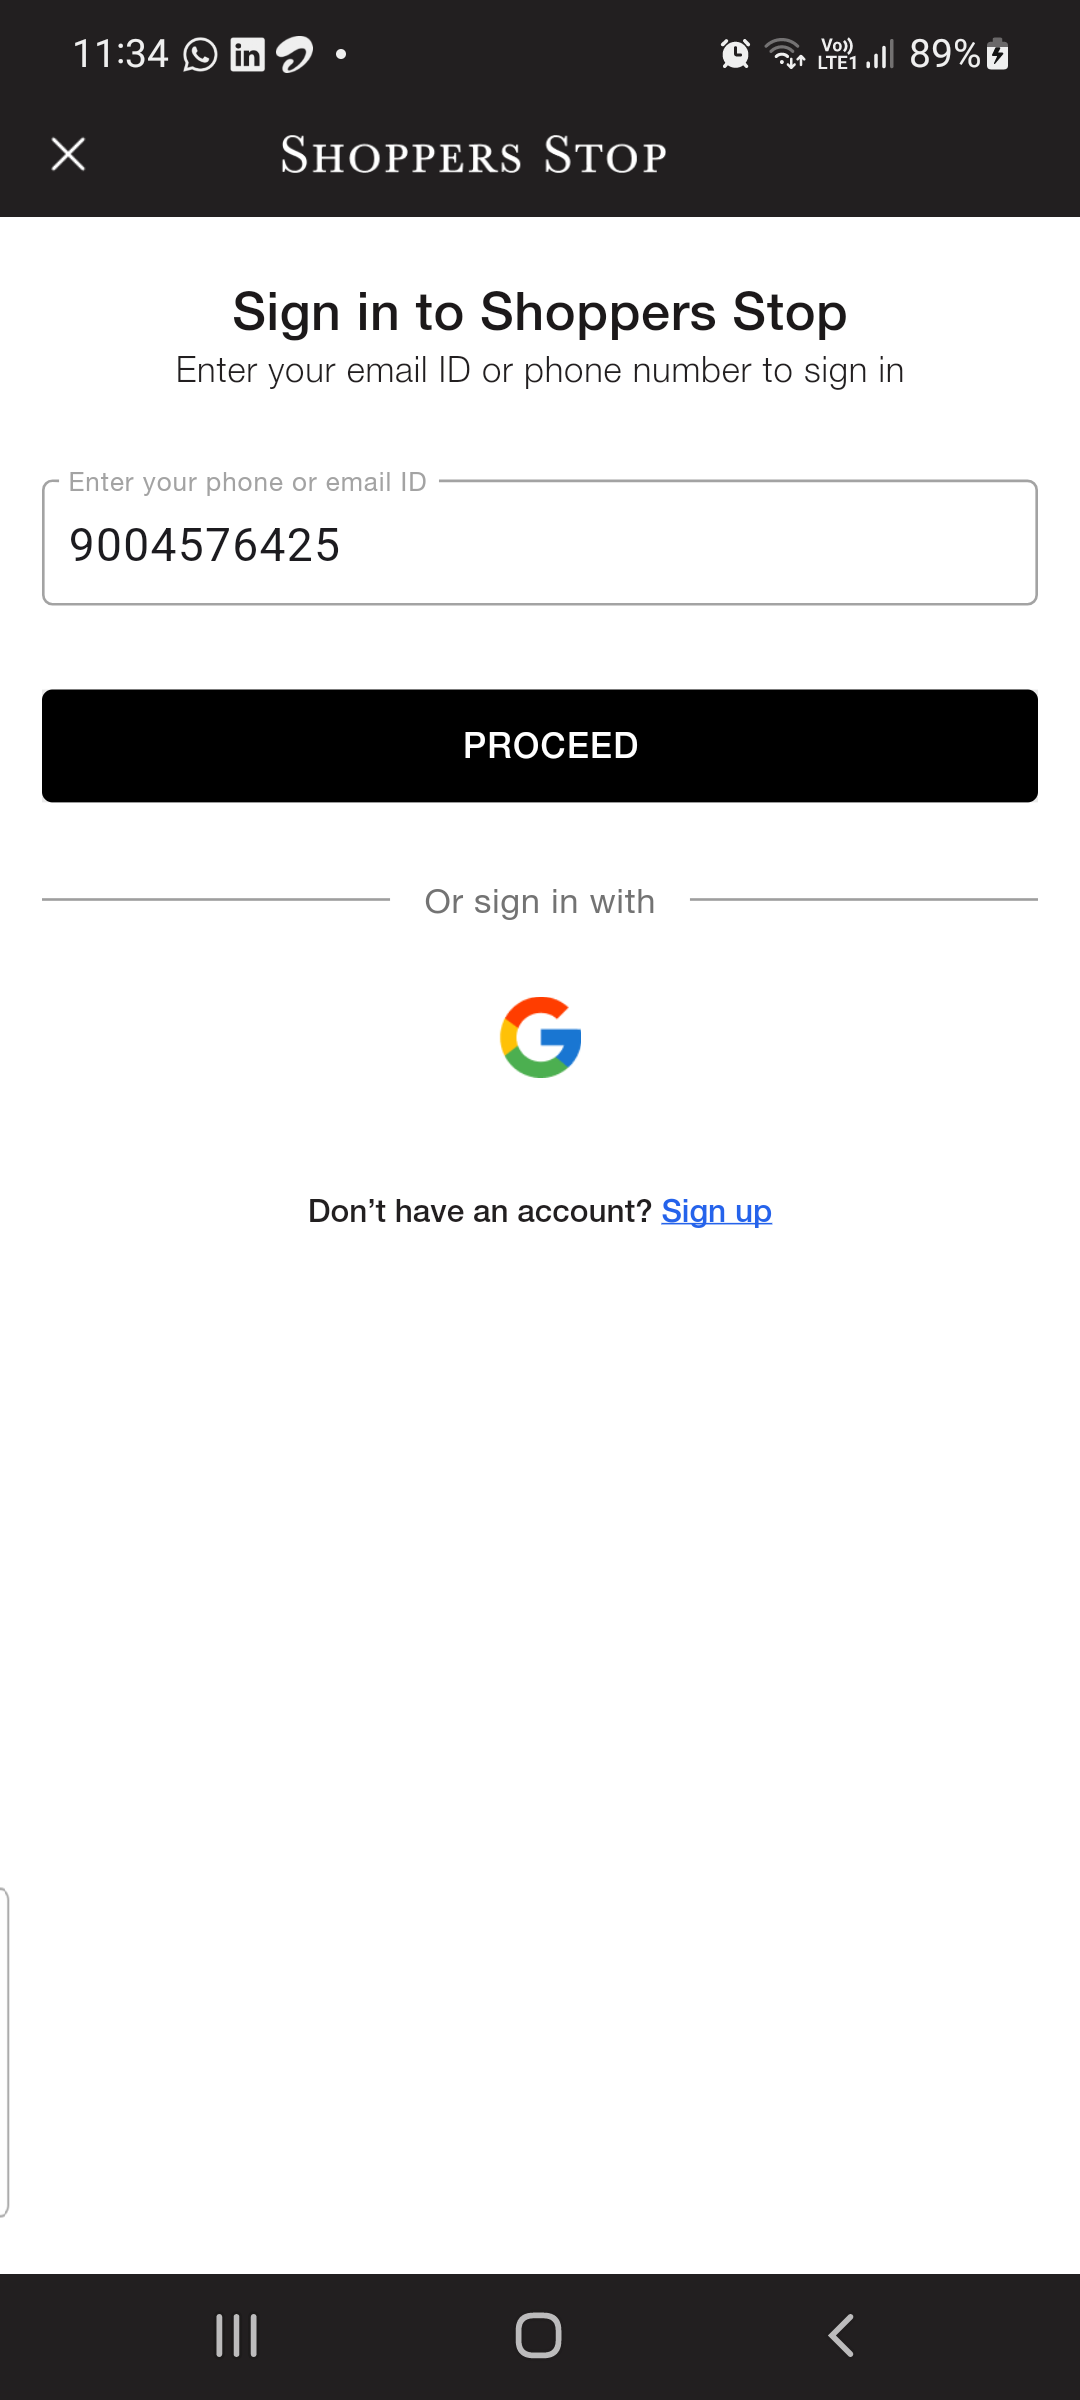 11:34
Vo)) LTE1 89%
SHOPPERS STOP
Sign in to Shoppers Stop
Enter your email ID or phone number to sign in
Enter your phone or email ID
9004576425
PROCEED
Or sign in with
Don’t have an account? Sign up